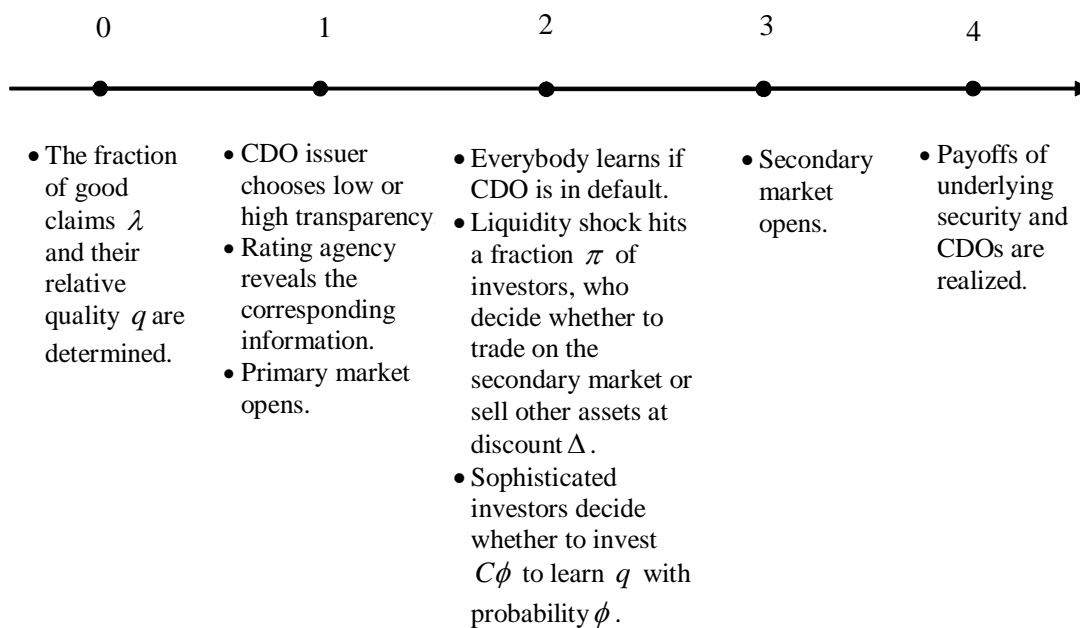 0
1
2
3
4
• The fraction
of good
claims λ
and their
relative
quality q are
determined.
• CDO issuer
chooses low or
high transparency
• Rating agency
reveals the
corresponding
information.
• Primary market
opens.
• Everybody learns if
CDO is in default.
• Liquidity shock hits
a fraction π of
investors, who
decide whether to
trade on the
secondary market or
sell other assets at
discount Δ.
• Sophisticated
investors decide
whether to invest
Cϕ to learn q with
probability ϕ.
• Secondary
market
opens.
• Payoffs of
underlying
security and
CDOs are
realized.